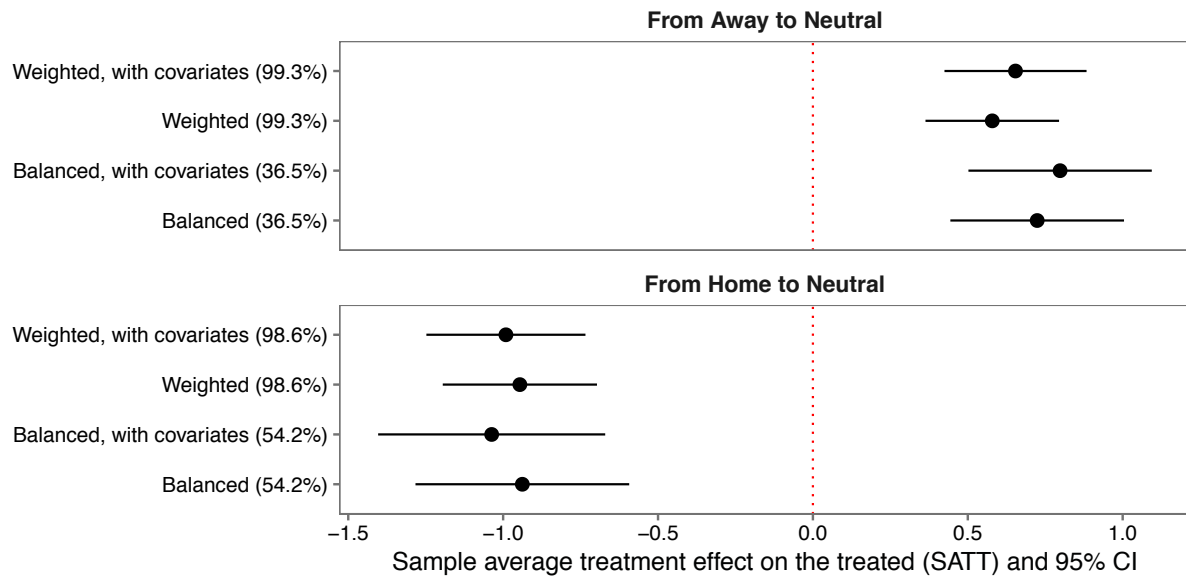 From Away to Neutral
Weighted, with covariates (99.3%)
Weighted (99.3%)
Balanced, with covariates (36.5%)
Balanced (36.5%)
From Home to Neutral
Weighted, with covariates (98.6%)
Weighted (98.6%)
Balanced, with covariates (54.2%)
Balanced (54.2%)
−1.5 −1.0 −0.5 0.0 0.5 1.0
Sample average treatment effect on the treated (SATT) and 95% CI